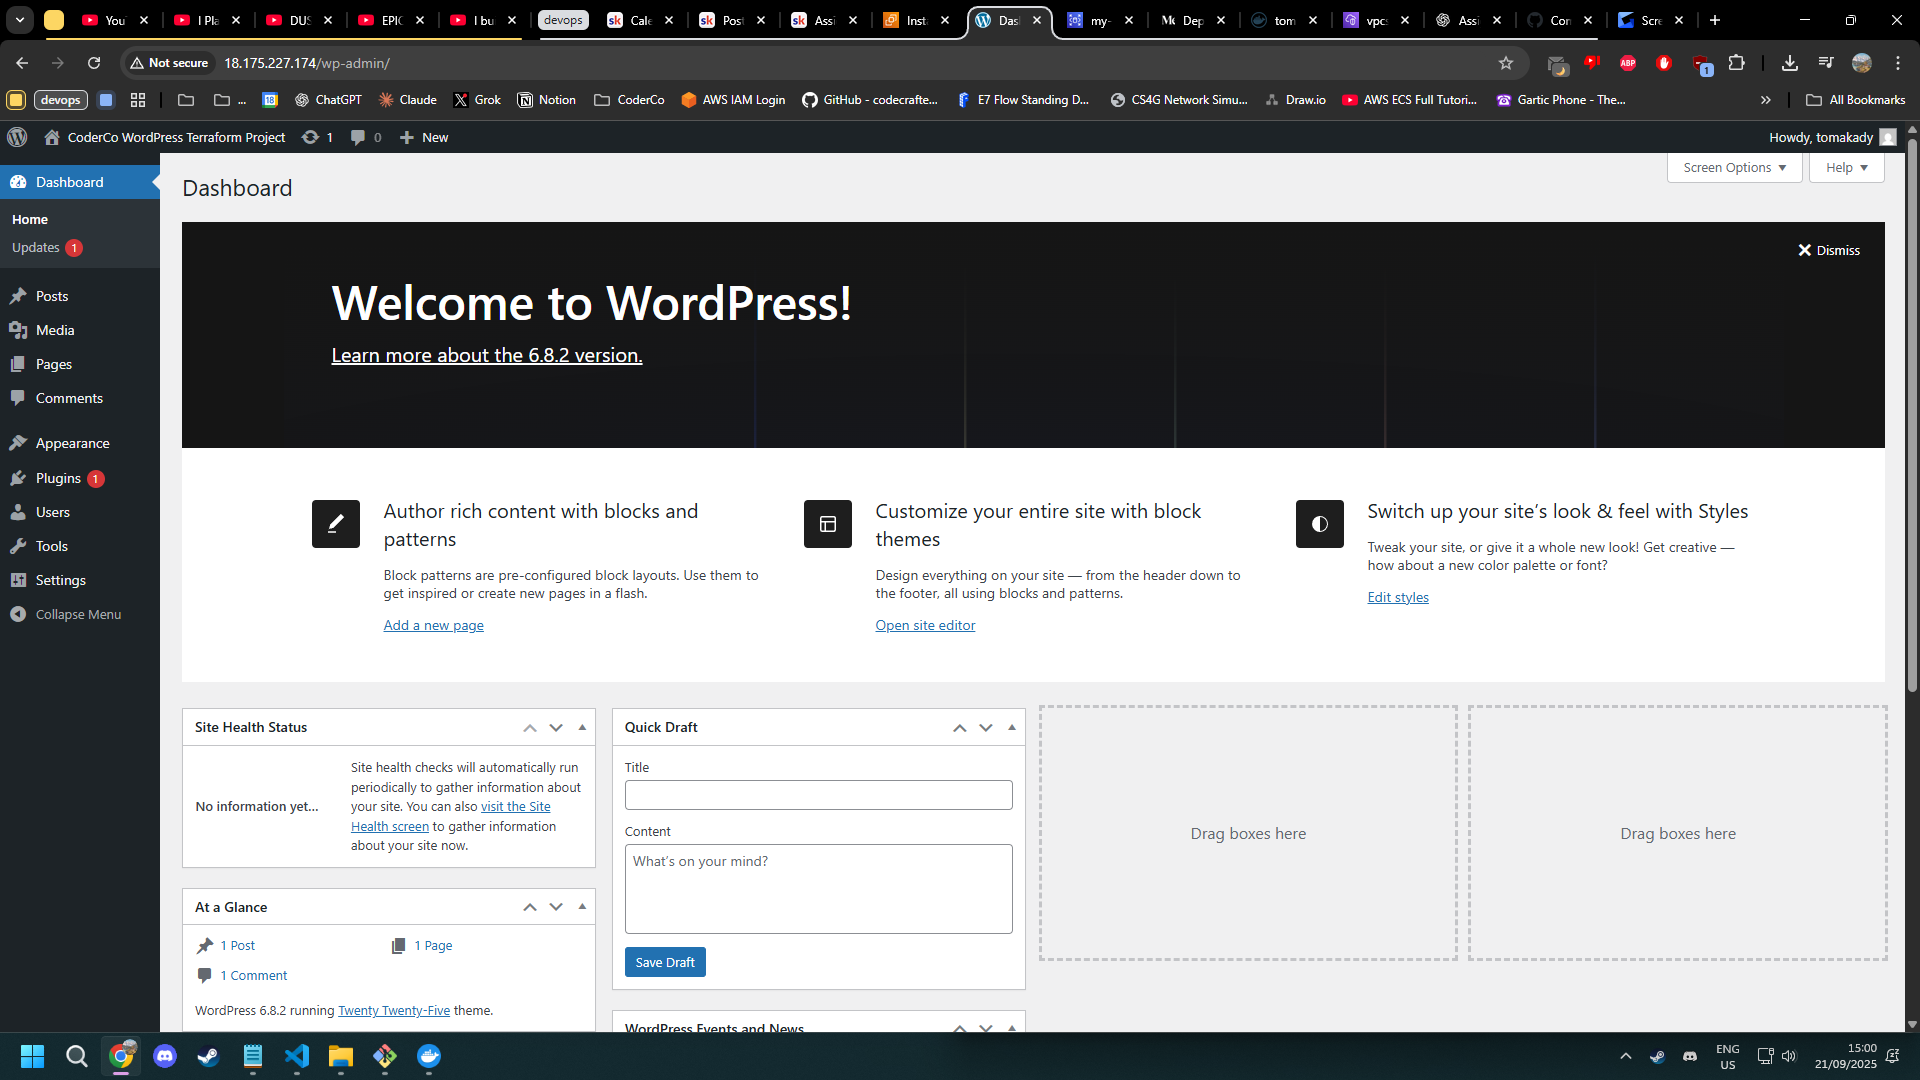 You
I Pla
DUS
EPIC
I bu
devops
Cale
Post
Assi
Insta
Das
my-
Dep
tom
vpcs
Assi
Con
Scre
Not secure
18.175.227.174/wp-admin/
ABP
1
devops
...
18
ChatGPT
Claude
Grok
Notion
CoderCo
AWS IAM Login
GitHub - codecrafte...
E7 Flow Standing D...
CS4G Network Simu...
Draw.io
AWS ECS Full Tutori...
Gartic Phone - The...
All Bookmarks
CoderCo WordPress Terraform Project
1
0
New
Howdy, tomakady
Dashboard
Home
Updates 1
Posts
Media
Pages
Comments
Appearance
Plugins 1
Users
Tools
Settings
Collapse Menu
Dashboard
Screen Options
Help
Dismiss
Welcome to WordPress!
Learn more about the 6.8.2 version.
Author rich content with blocks and
patterns
Block patterns are pre-configured block layouts. Use them to
get inspired or create new pages in a flash.
Add a new page
Customize your entire site with block
themes
Design everything on your site — from the header down to
the footer, all using blocks and patterns.
Open site editor
Switch up your site's look & feel with Styles
Tweak your site, or give it a whole new look! Get creative —
how about a new color palette or font?
Edit styles
Site Health Status
No information yet...
Site health checks will automatically run
periodically to gather information about
your site. You can also visit the Site
Health screen to gather information
about your site now.
At a Glance
1 Post
1 Page
1 Comment
WordPress 6.8.2 running Twenty Twenty-Five theme.
Quick Draft
Title
Content
What's on your mind?
Save Draft
WordPress Events and News
Drag boxes here
Drag boxes here
ENG
US
15:00
21/09/2025